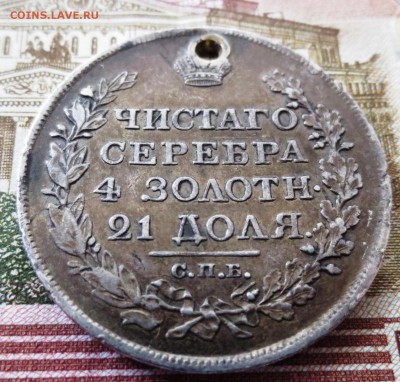 COINS.LAVE.RU
ЧИСТАГО
СЕРЕБРА
4 ЗОЛОТН.
21 ДОЛЯ.
С.П.Б.